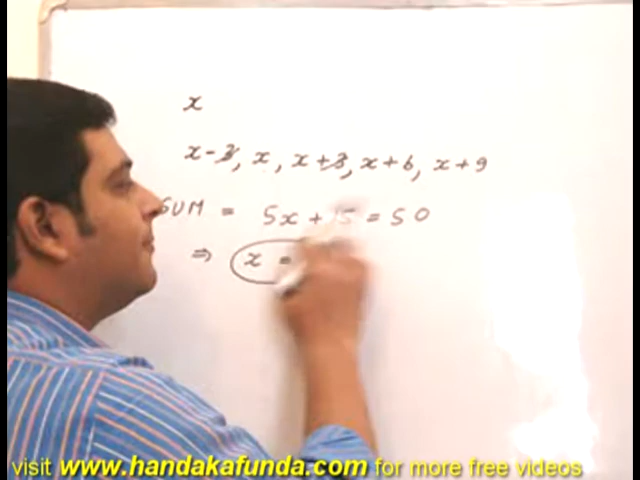 x
x-3, x, x+3, x+6, x+9
SUM = 5x + 15 = 50
⇒ x =
visit www.handakafunda.com for more free videos